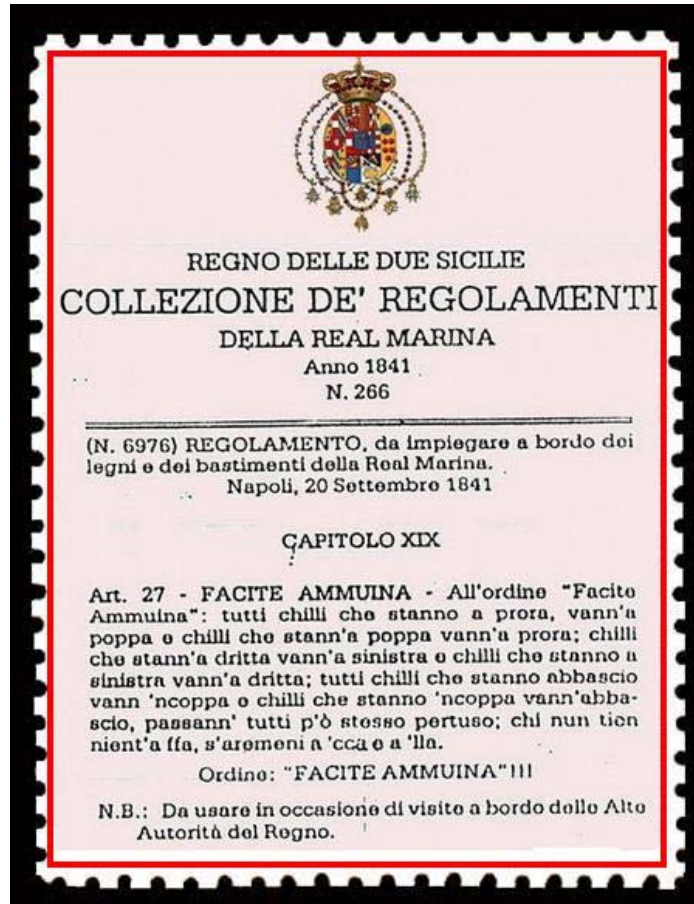 REGNO DELLE DUE SICILIE
COLLEZIONE DE' REGOLAMENTI
DELLA REAL MARINA
Anno 1841
N. 266
(N. 6976) REGOLAMENTO, da impiegare a bordo dei
legni e dei bastimenti della Real Marina.
Napoli, 20 Settembre 1841
CAPITOLO XIX
Art. 27 - FACITE AMMUINA - All'ordine "Facite
Ammuina": tutti chilli che stanno a prora, vann'a
poppa e chilli che stann'a poppa vann'a prora; chilli
che stann'a dritta vann'a sinistra e chilli che stanno a
sinistra vann'a dritta; tutti chilli che stanno abbascio
vann 'ncoppa e chilli che stanno 'ncoppa vann'abba-
scio, passann' tutti p'ò stesso pertuso; chi nun tien
nient'a ffa, s'aremeni a 'cca e a 'lla.
Ordine: "FACITE AMMUINA"!!!
N.B.: Da usare in occasione di visite a bordo delle Alte
Autorità del Regno.